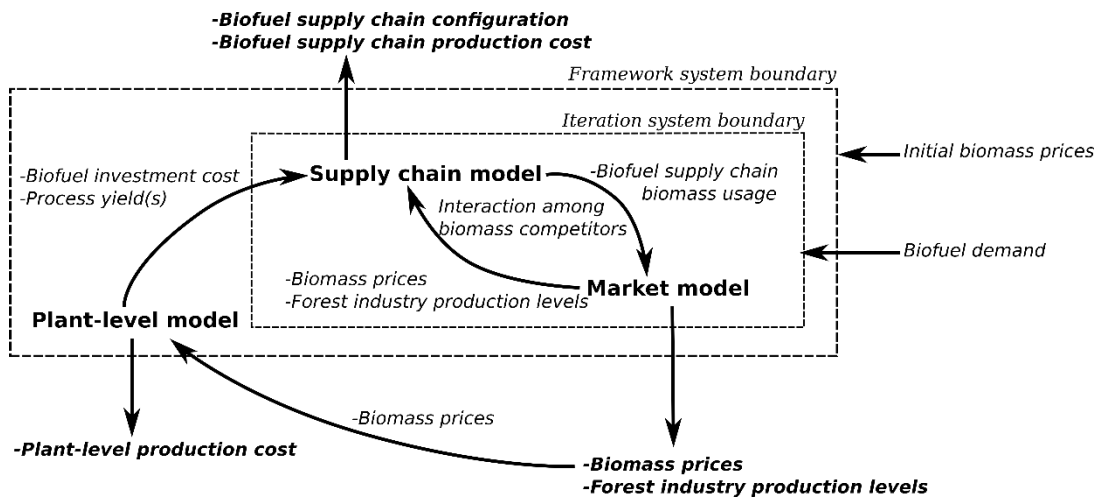 -Biofuel supply chain configuration
-Biofuel supply chain production cost
Framework system boundary
Iteration system boundary
Initial biomass prices
-Biofuel investment cost
-Process yield(s)
Supply chain model
-Biofuel supply chain
biomass usage
Interaction among
biomass competitors
Biofuel demand
-Biomass prices
-Forest industry production levels
Market model
Plant-level model
-Biomass prices
-Plant-level production cost
-Biomass prices
-Forest industry production levels